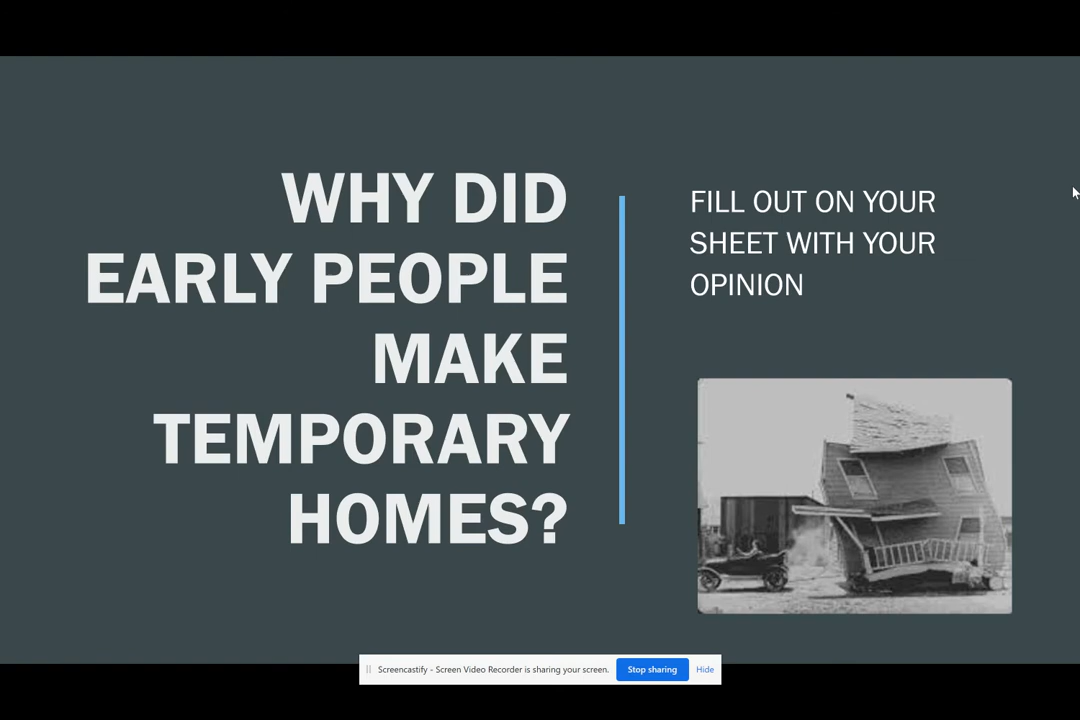 WHY DID
EARLY PEOPLE
MAKE
TEMPORARY
HOMES?
FILL OUT ON YOUR
SHEET WITH YOUR
OPINION
Screencastify - Screen Video Recorder is sharing your screen.
Stop sharing
Hide